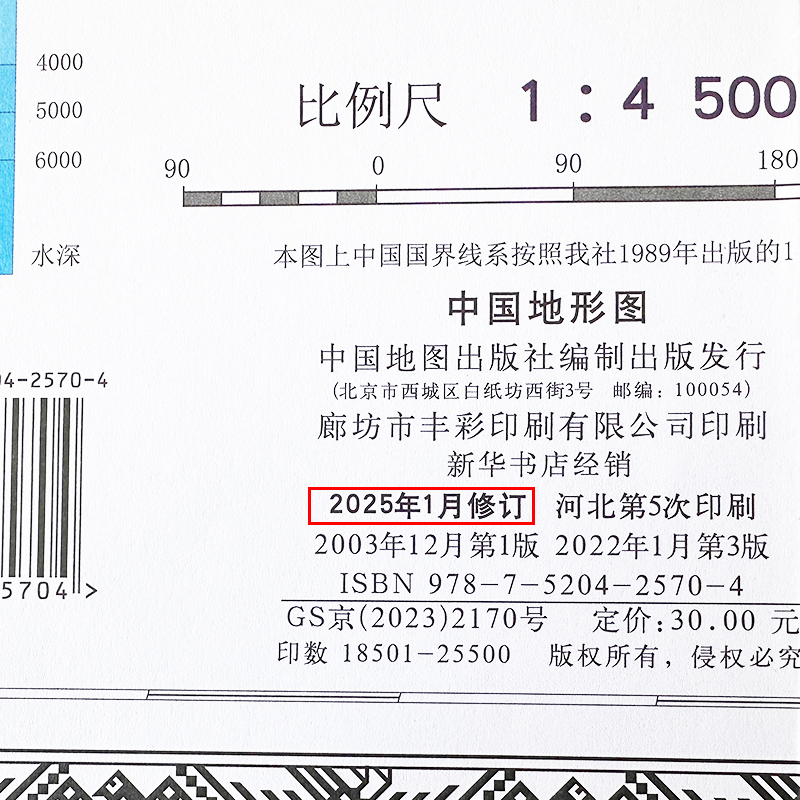 4000
5000
6000
水深
比例尺 1：4 500
90 0 90 180
本图上中国国界线系按照我社1989年出版的1
中国地形图
中国地图出版社编制出版发行
(北京市西城区白纸坊西街3号 邮编：100054)
廊坊市丰彩印刷有限公司印刷
新华书店经销
2025年1月修订 河北第5次印刷
2003年12月第1版 2022年1月第3版
ISBN 978-7-5204-2570-4
GS京(2023)2170号 定价:30.00 元
印数 18501-25500 版权所有，侵权必究
04-2570-4
5704>